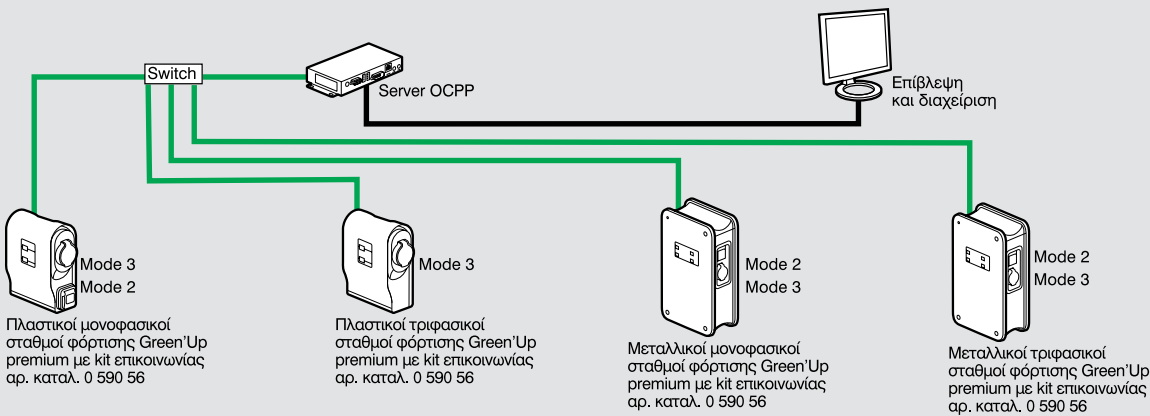 Switch
Server OCPP
Επίβλεψη
και διαχείριση
Mode 3
Mode 2
Πλαστικοί μονοφασικοί
σταθμοί φόρτισης Green'Up
premium με kit επικοινωνίας
αρ. καταλ. 0 590 56
Mode 3
Πλαστικοί τριφασικοί
σταθμοί φόρτισης Green'Up
premium με kit επικοινωνίας
αρ. καταλ. 0 590 56
Mode 2
Mode 3
Μεταλλικοί μονοφασικοί
σταθμοί φόρτισης Green'Up
premium με kit επικοινωνίας
αρ. καταλ. 0 590 56
Mode 2
Mode 3
Μεταλλικοί τριφασικοί
σταθμοί φόρτισης Green'Up
premium με kit επικοινωνίας
αρ. καταλ. 0 590 56